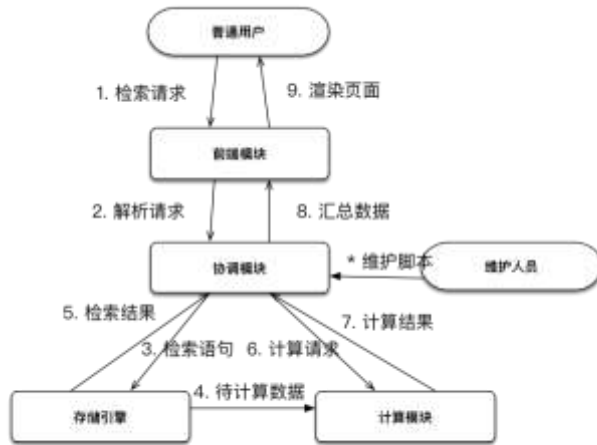 普通用户
1. 检索请求
9. 渲染页面
前端模块
2. 解析请求
8. 汇总数据
协调模块
* 维护脚本
维护人员
5. 检索结果
7. 计算结果
3. 检索语句
6. 计算请求
4. 待计算数据
存储引擎
计算模块